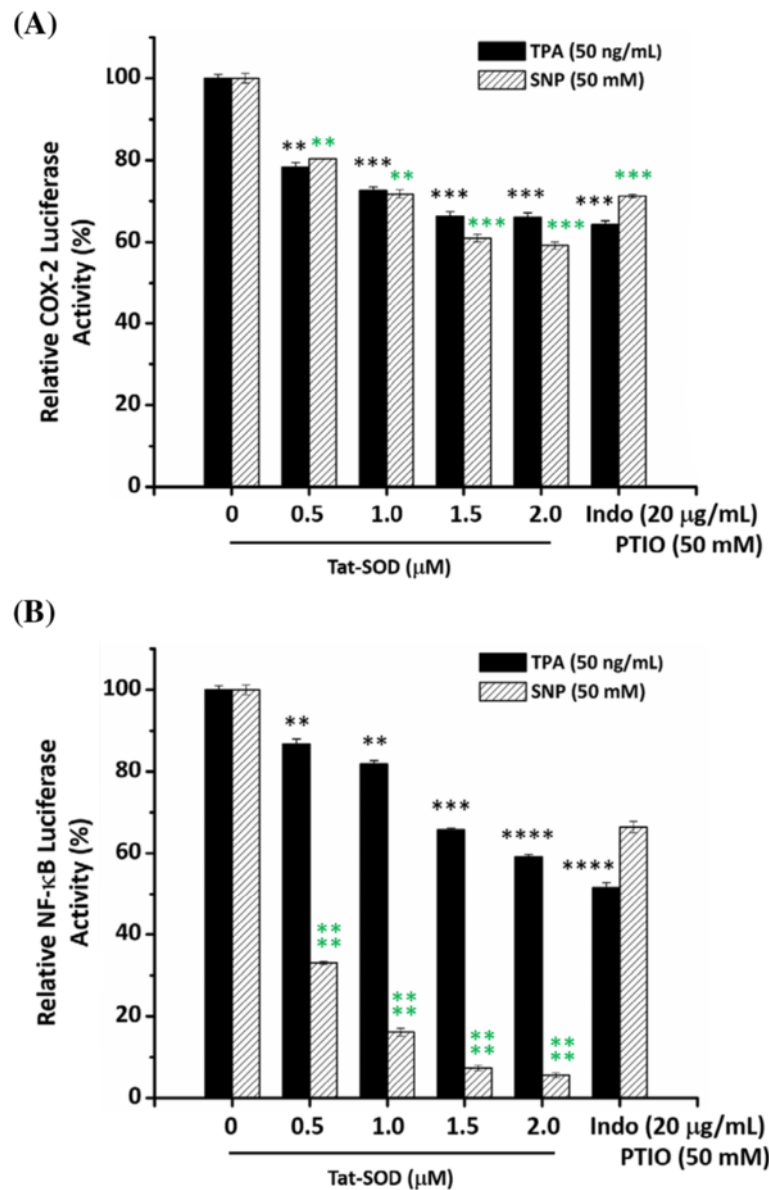 (A)
TPA (50 ng/mL)
SNP (50 mM)
Relative COX-2 Luciferase
Activity (%)
100
80
60
40
20
0
**
**
***
**
***
***
***
***
***
***
0
0.5
1.0
1.5
2.0
Indo (20 μg/mL)
PTIO (50 mM)
Tat-SOD (μM)
(B)
TPA (50 ng/mL)
SNP (50 mM)
Relative NF-κB Luciferase
Activity (%)
100
80
60
40
20
0
**
**
**
**
**
**
***
**
**
****
**
**
****
0
0.5
1.0
1.5
2.0
Indo (20 μg/mL)
PTIO (50 mM)
Tat-SOD (μM)